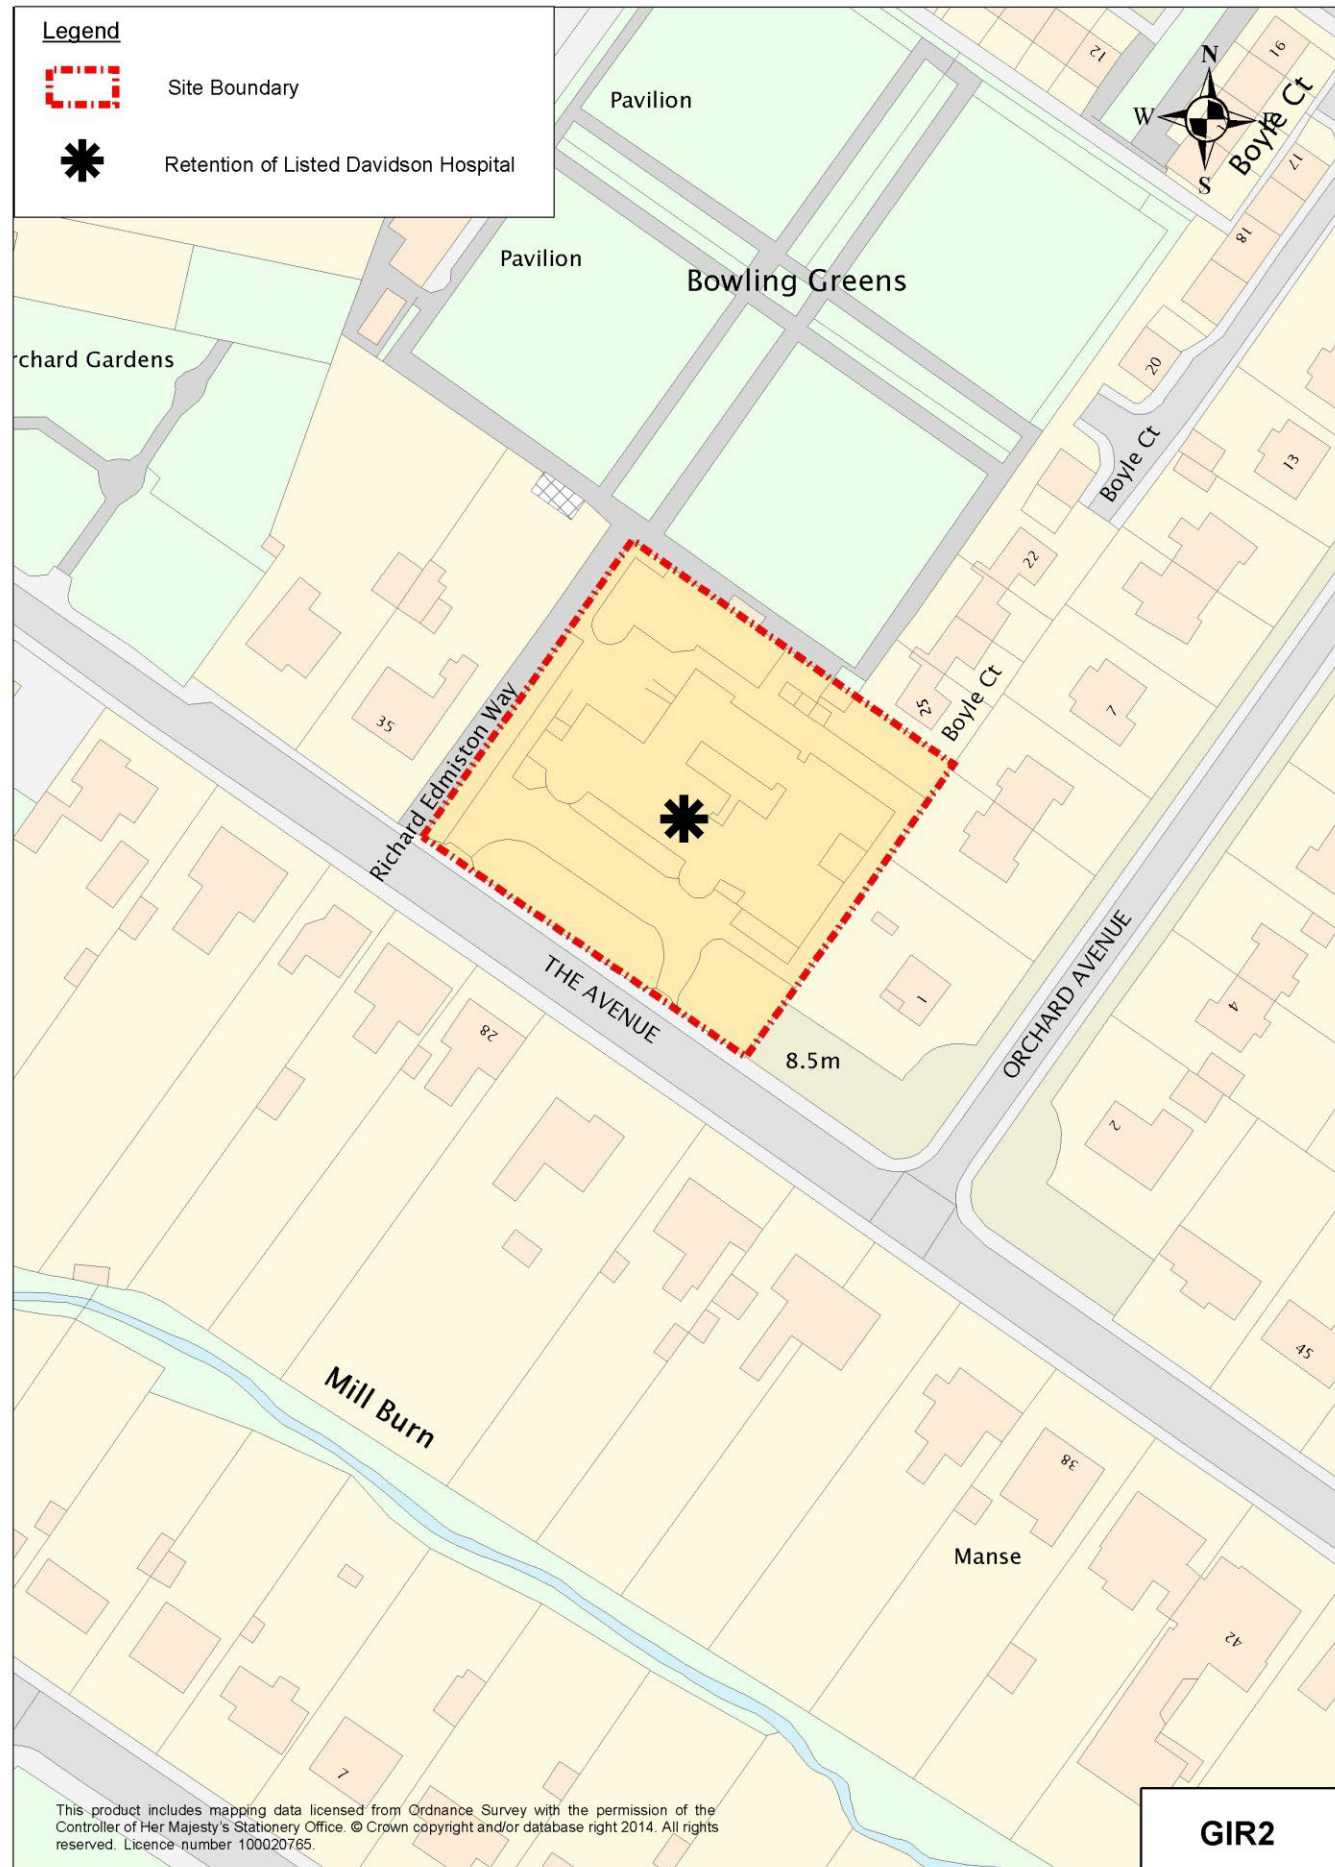 Legend
Site Boundary
Retention of Listed Davidson Hospital
Pavilion
12
16
N
W
S
Boyle Ct
17
18
Pavilion
Bowling Greens
20
rchard Gardens
Boyle Ct
13
22
25
Boyle Ct
7
35
Richard Edmiston Way
THE AVENUE
28
1
8.5m
ORCHARD AVENUE
4
2
45
Mill Burn
38
Manse
42
7
This product includes mapping data licensed from Ordnance Survey with the permission of the
Controller of Her Majesty's Stationery Office. © Crown copyright and/or database right 2014. All rights
reserved. Licence number 100020765.
GIR2